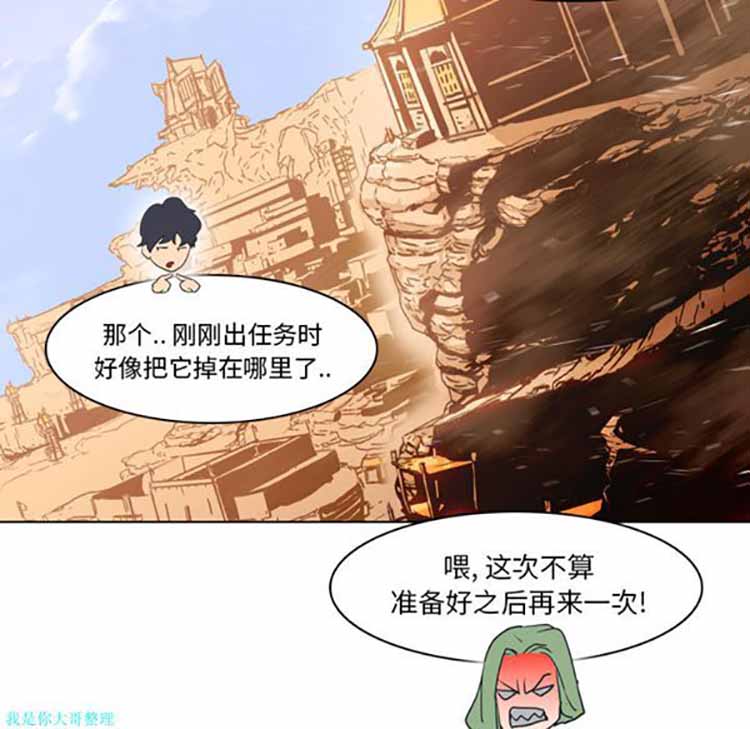 那个.. 刚刚出任务时
好像把它掉在哪里了..
喂, 这次不算
准备好之后再来一次!
我是你大哥整理